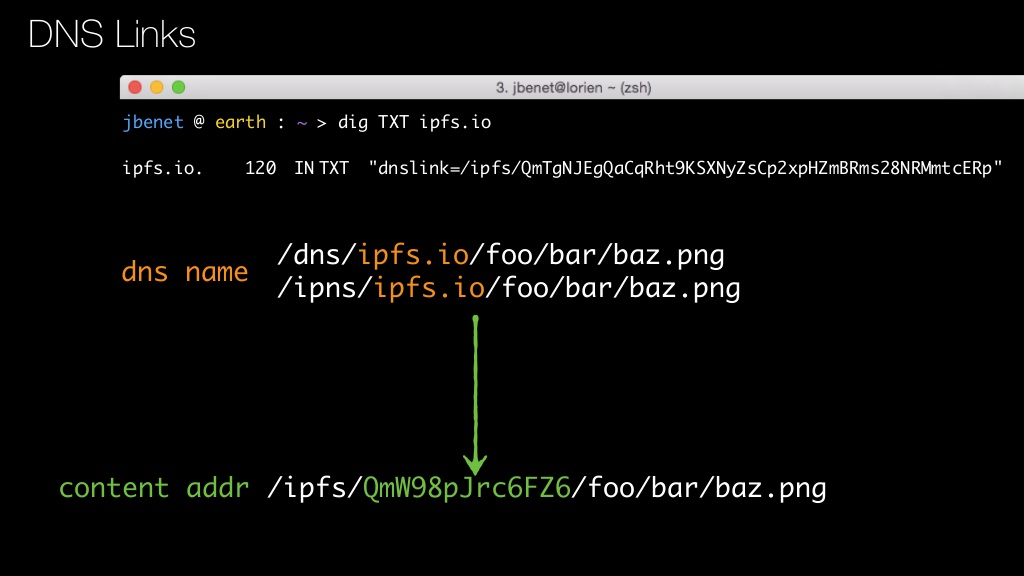 DNS Links
3. jbenet@lorien ~ (zsh)
jbenet @ earth : ~ > dig TXT ipfs.io
ipfs.io. 120 IN TXT "dnslink=/ipfs/QmTgNJEgQaCqRht9KSXNyZsCp2xpHZmBRms28NRMmtcERp"
/dns/ipfs.io/foo/bar/baz.png
dns name
/ipns/ipfs.io/foo/bar/baz.png
content addr /ipfs/QmW98pJrc6FZ6/foo/bar/baz.png